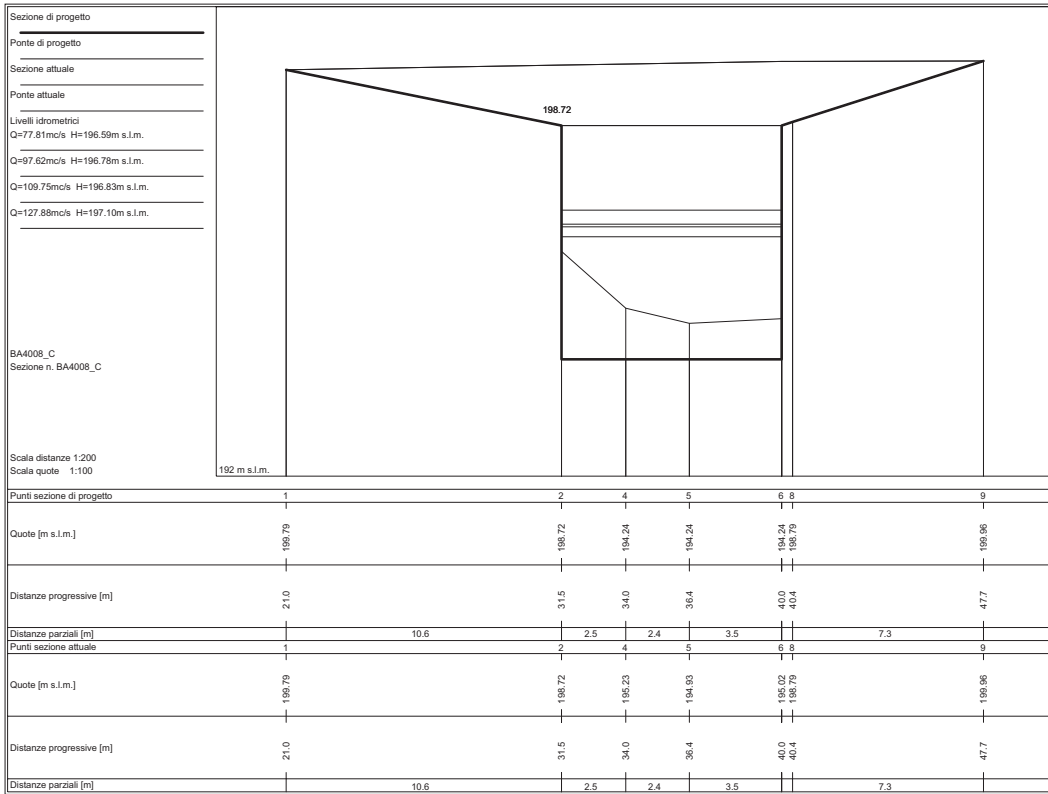 Sezione di progetto
Ponte di progetto
Sezione attuale
Ponte attuale
Livelli idrometrici
Q=77.81mc/s H=196.59m s.l.m.
Q=97.62mc/s H=196.78m s.l.m.
Q=109.75mc/s H=196.83m s.l.m.
Q=127.88mc/s H=197.10m s.l.m.
198.72
BA4008_C
Sezione n. BA4008_C
Scala distanze 1:200
Scala quote 1:100
192 m s.l.m.
Punti sezione di progetto 1 2 4 5 6 8 9
Quote [m s.l.m.] 199.79 198.72 194.24 194.24 194.24 198.79 199.96
Distanze progressive [m] 21.0 31.5 34.0 36.4 40.0 40.4 47.7
Distanze parziali [m] 10.6 2.5 2.4 3.5 7.3
Punti sezione attuale 1 2 4 5 6 8 9
Quote [m s.l.m.] 199.79 198.72 195.23 194.93 195.02 198.79 199.96
Distanze progressive [m] 21.0 31.5 34.0 36.4 40.0 40.4 47.7
Distanze parziali [m] 10.6 2.5 2.4 3.5 7.3